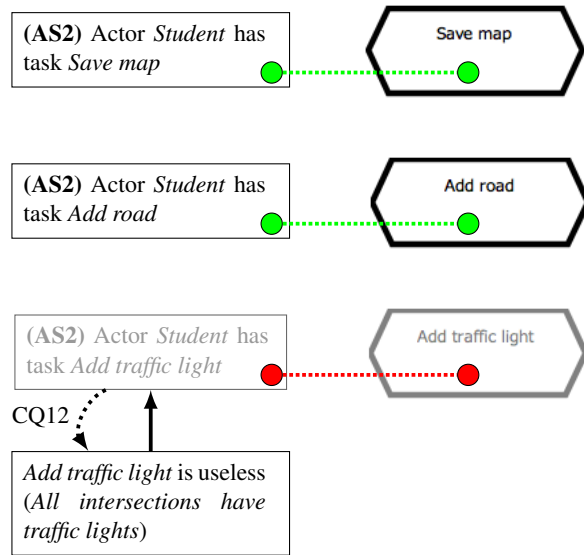 (AS2) Actor Student has
task Save map
Save map
(AS2) Actor Student has
task Add road
Add road
(AS2) Actor Student has
task Add traffic light
Add traffic light
CQ12
Add traffic light is useless
(All intersections have
traffic lights)